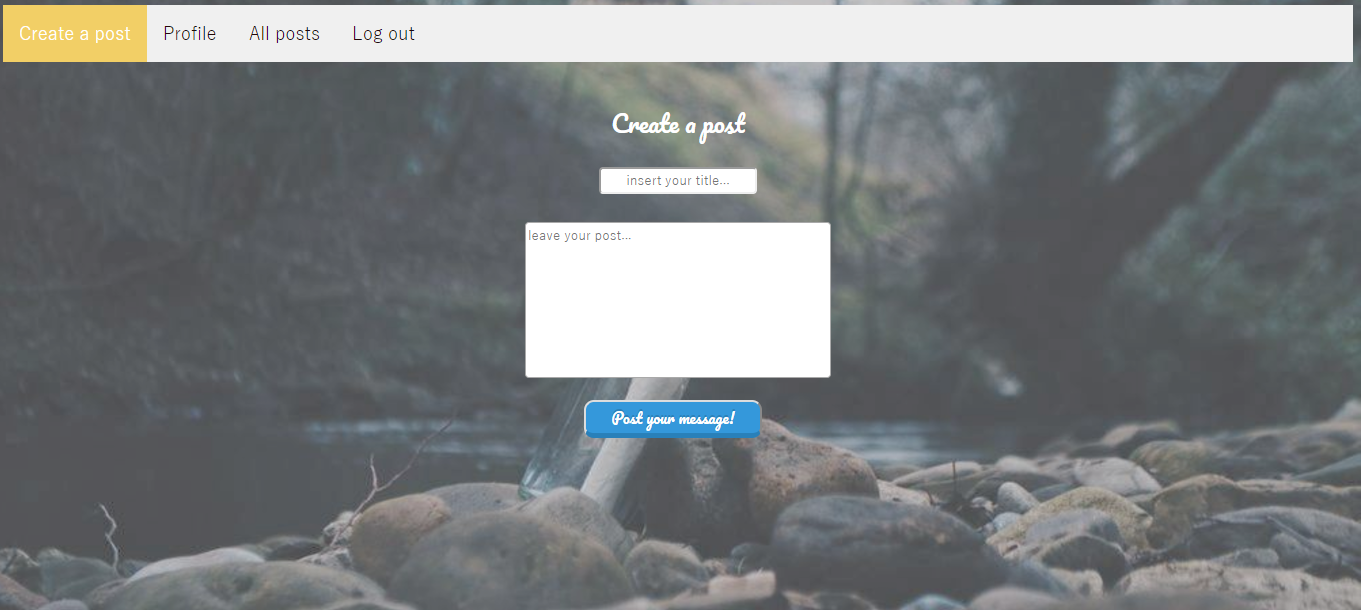 Create a post Profile All posts Log out
Create a post
insert your title...
leave your post...
Post your message!